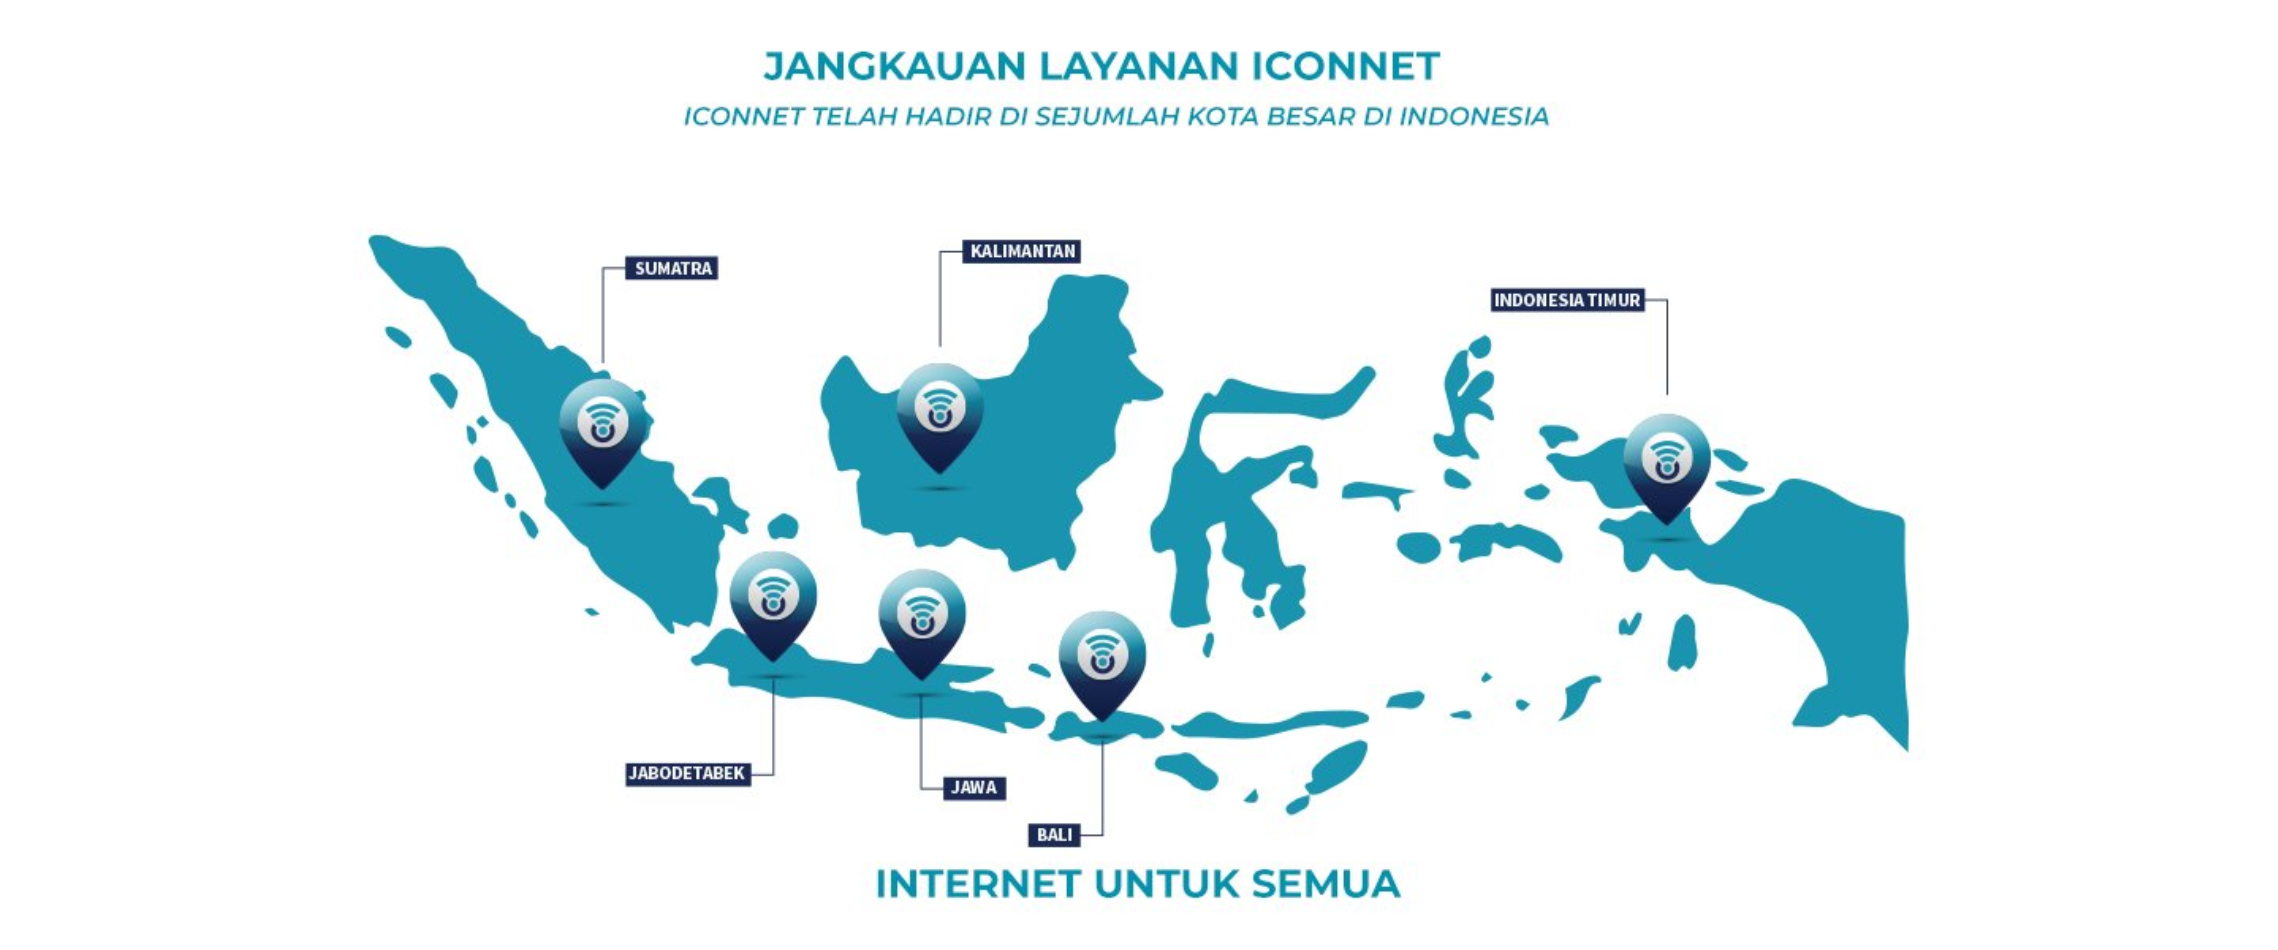 JANGKAUAN LAYANAN ICONNET
ICONNET TELAH HADIR DI SEJUMLAH KOTA BESAR DI INDONESIA
SUMATRA
KALIMANTAN
INDONESIA TIMUR
JABODETABEK
JAWA
BALI
INTERNET UNTUK SEMUA